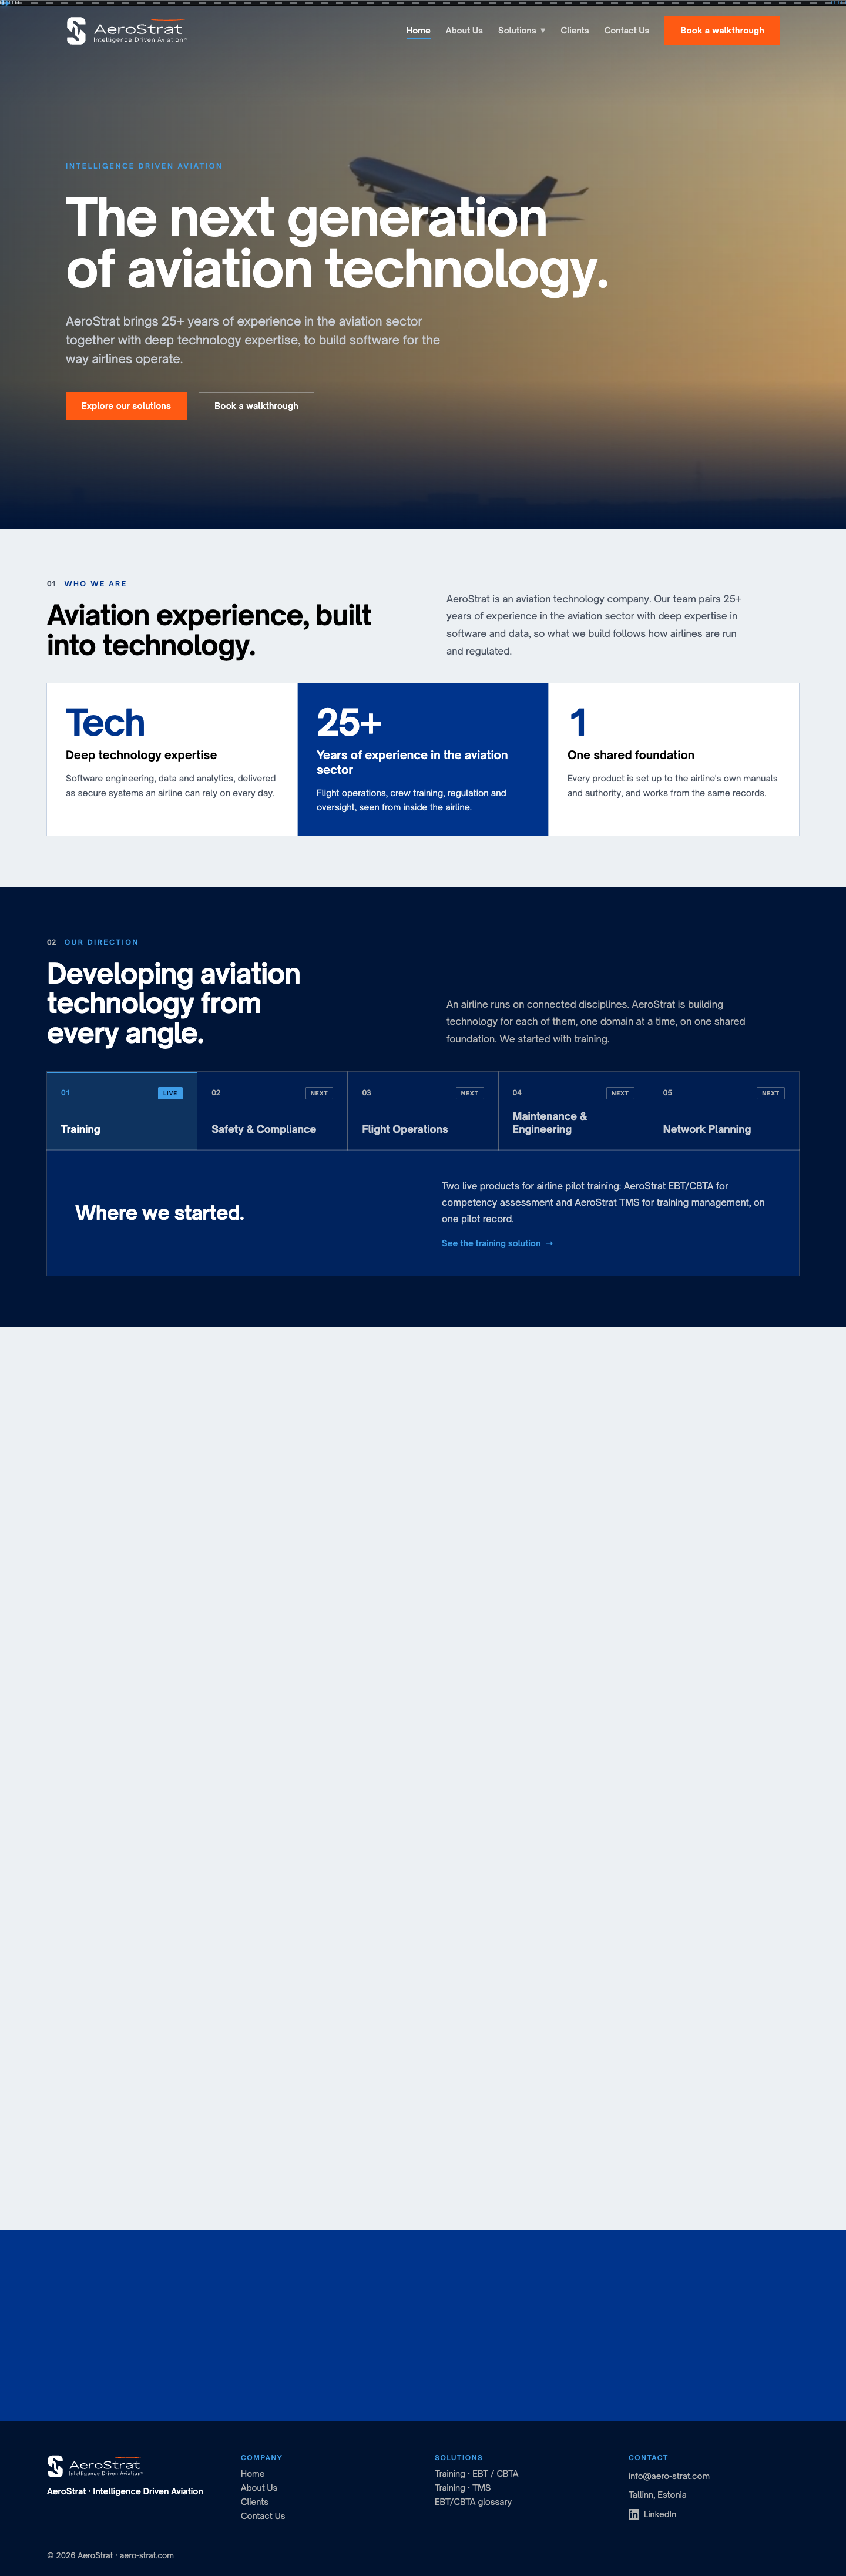 AeroStrat
Intelligence Driven Aviation™
Home
About Us
Solutions ▾
Clients
Contact Us
Book a walkthrough
INTELLIGENCE DRIVEN AVIATION
The next generation
of aviation technology.
AeroStrat brings 25+ years of experience in the aviation sector
together with deep technology expertise, to build software for the
way airlines operate.
Explore our solutions
Book a walkthrough
01 WHO WE ARE
Aviation experience, built
into technology.
AeroStrat is an aviation technology company. Our team pairs 25+
years of experience in the aviation sector with deep expertise in
software and data, so what we build follows how airlines are run
and regulated.
Tech
Deep technology expertise
Software engineering, data and analytics, delivered
as secure systems an airline can rely on every day.
25+
Years of experience in the aviation
sector
Flight operations, crew training, regulation and
oversight, seen from inside the airline.
1
One shared foundation
Every product is set up to the airline's own manuals
and authority, and works from the same records.
02 OUR DIRECTION
Developing aviation
technology from
every angle.
An airline runs on connected disciplines. AeroStrat is building
technology for each of them, one domain at a time, on one shared
foundation. We started with training.
01 LIVE
Training
02 NEXT
Safety & Compliance
03 NEXT
Flight Operations
04 NEXT
Maintenance &
Engineering
05 NEXT
Network Planning
Where we started.
Two live products for airline pilot training: AeroStrat EBT/CBTA for
competency assessment and AeroStrat TMS for training management, on
one pilot record.
See the training solution →
AeroStrat
Intelligence Driven Aviation™
AeroStrat · Intelligence Driven Aviation
COMPANY
Home
About Us
Clients
Contact Us
SOLUTIONS
Training · EBT / CBTA
Training · TMS
EBT/CBTA glossary
CONTACT
info@aero-strat.com
Tallinn, Estonia
LinkedIn
© 2026 AeroStrat · aero-strat.com